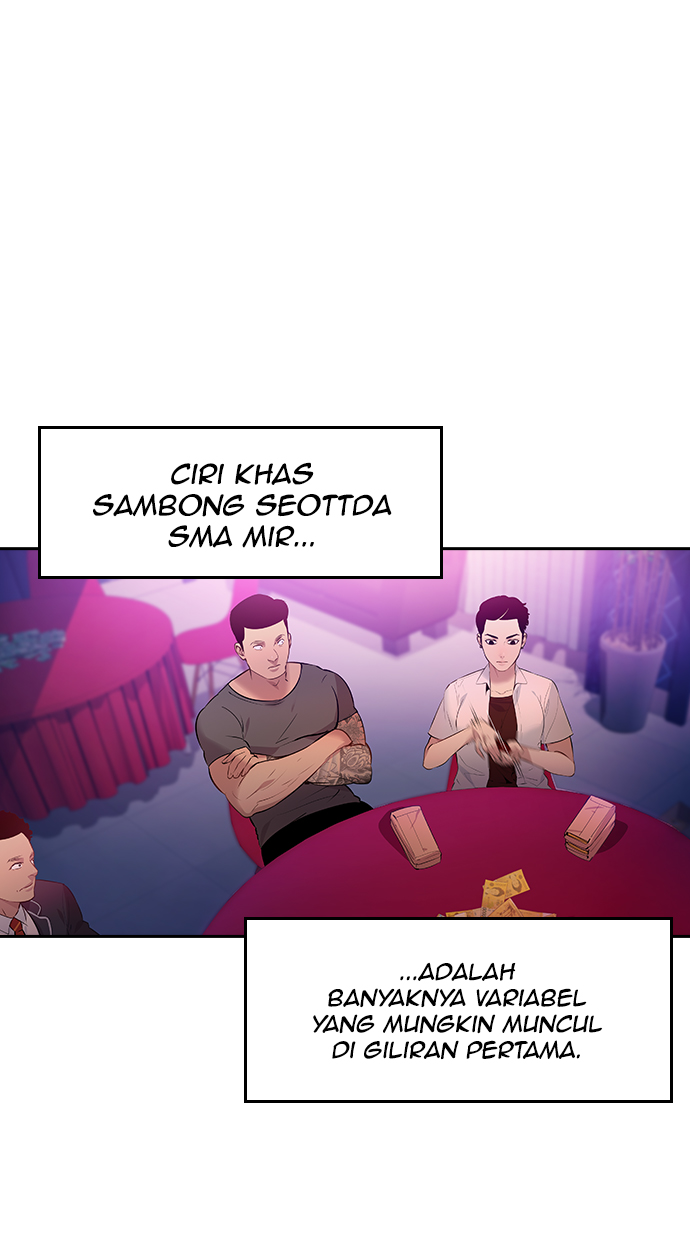 CIRI KHAS
SAMBONG SEOTTDA
SMA MIR...
...ADALAH
BANYAKNYA VARIABEL
YANG MUNGKIN MUNCUL
DI GILIRAN PERTAMA.